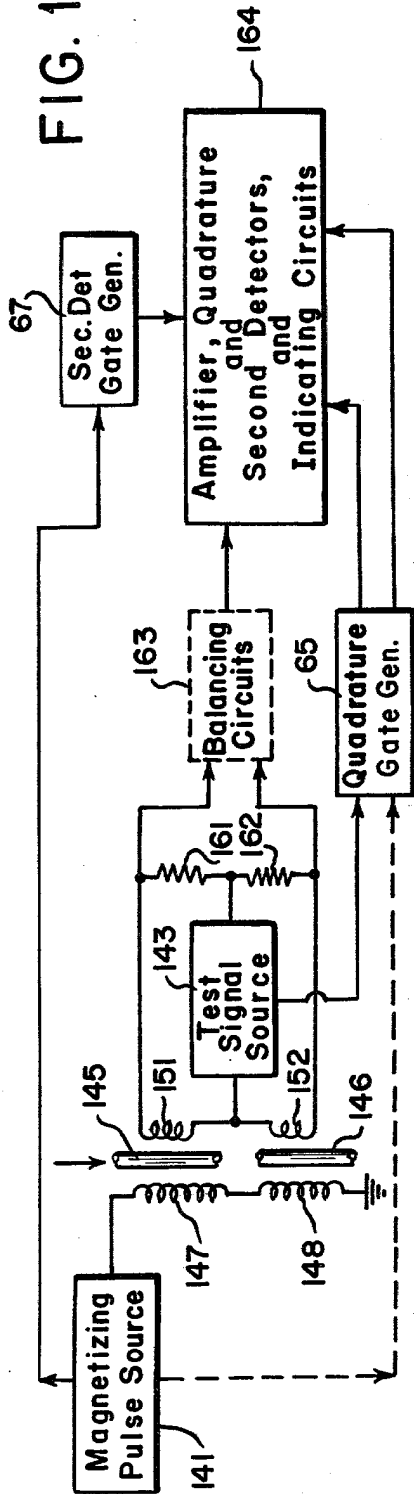 FIG. 1
67
Sec. Det
Gate Gen.
164
Amplifier, Quadrature
and
Second Detectors,
and
Indicating Circuits
163
Balancing
Circuits
65
Quadrature
Gate Gen.
161
162
143
Test
Signal
Source
151
152
145
146
147
148
Magnetizing
Pulse Source
141